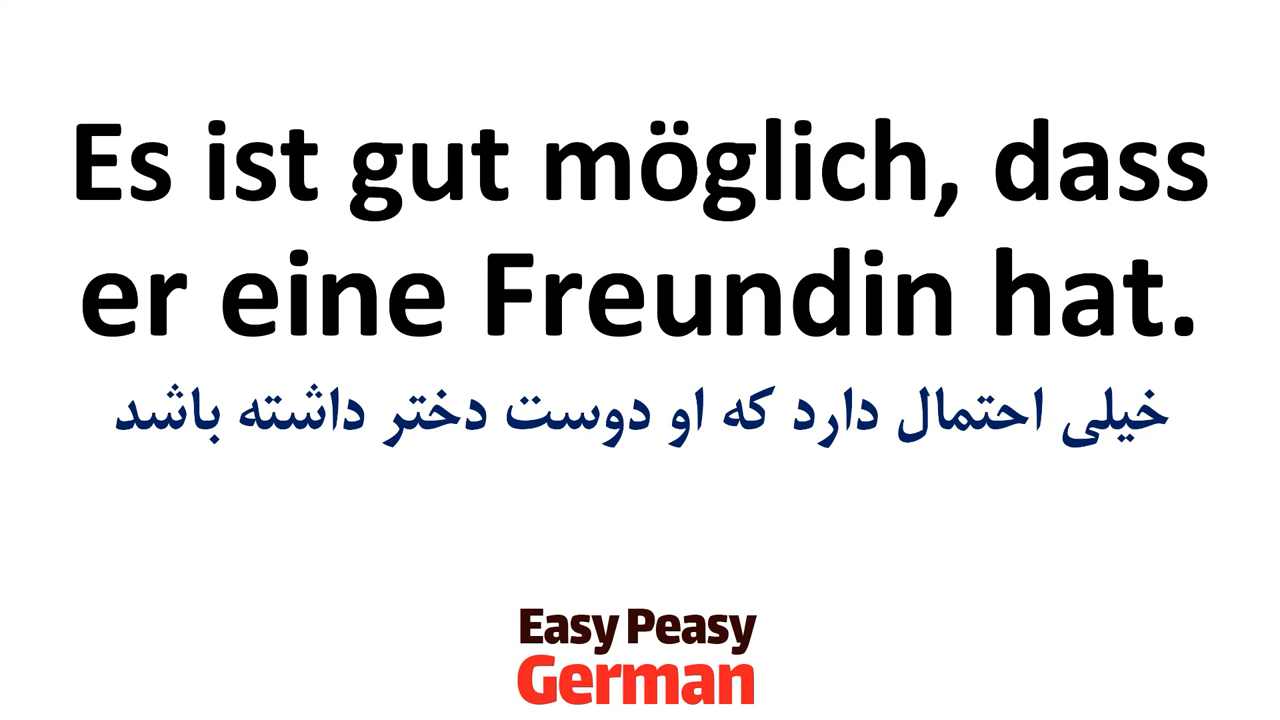 Es ist gut möglich, dass
er eine Freundin hat.
خیلی احتمال دارد که او دوست دختر داشته باشد
Easy Peasy
German